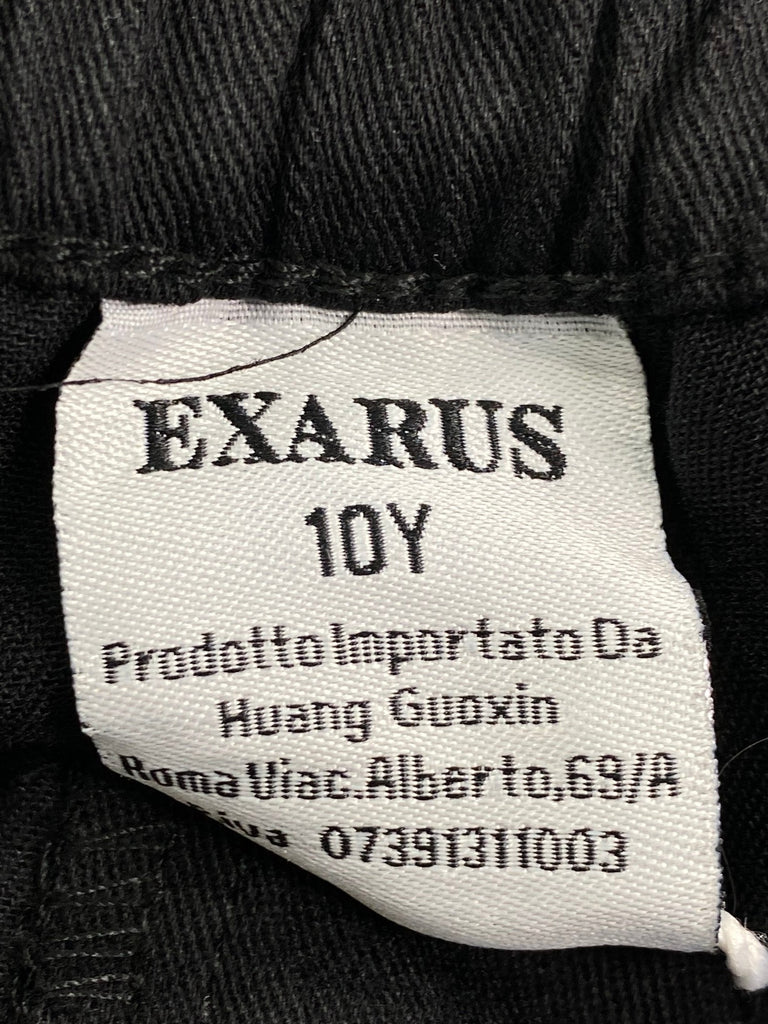 EXARUS
10Y
Prodotto Importato Da
Huang Guoxin
Roma Viac.Alberto,69/A
07391311003